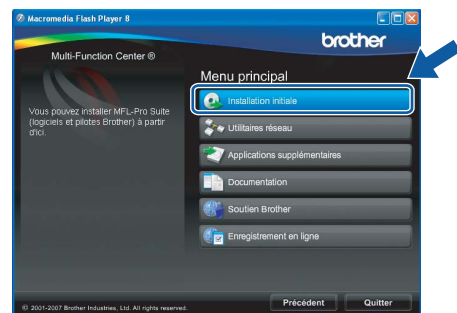 Macromedia Flash Player 8
brother
Multi-Function Center ®
Menu principal
Installation initiale
Vous pouvez installer MFL-Pro Suite
(logiciels et pilotes Brother) à partir
d'ici.
Utilitaires réseau
Applications supplémentaires
Documentation
Soutien Brother
Enregistrement en ligne
© 2001-2007 Brother Industries, Ltd. All rights reserved.
Précédent
Quitter